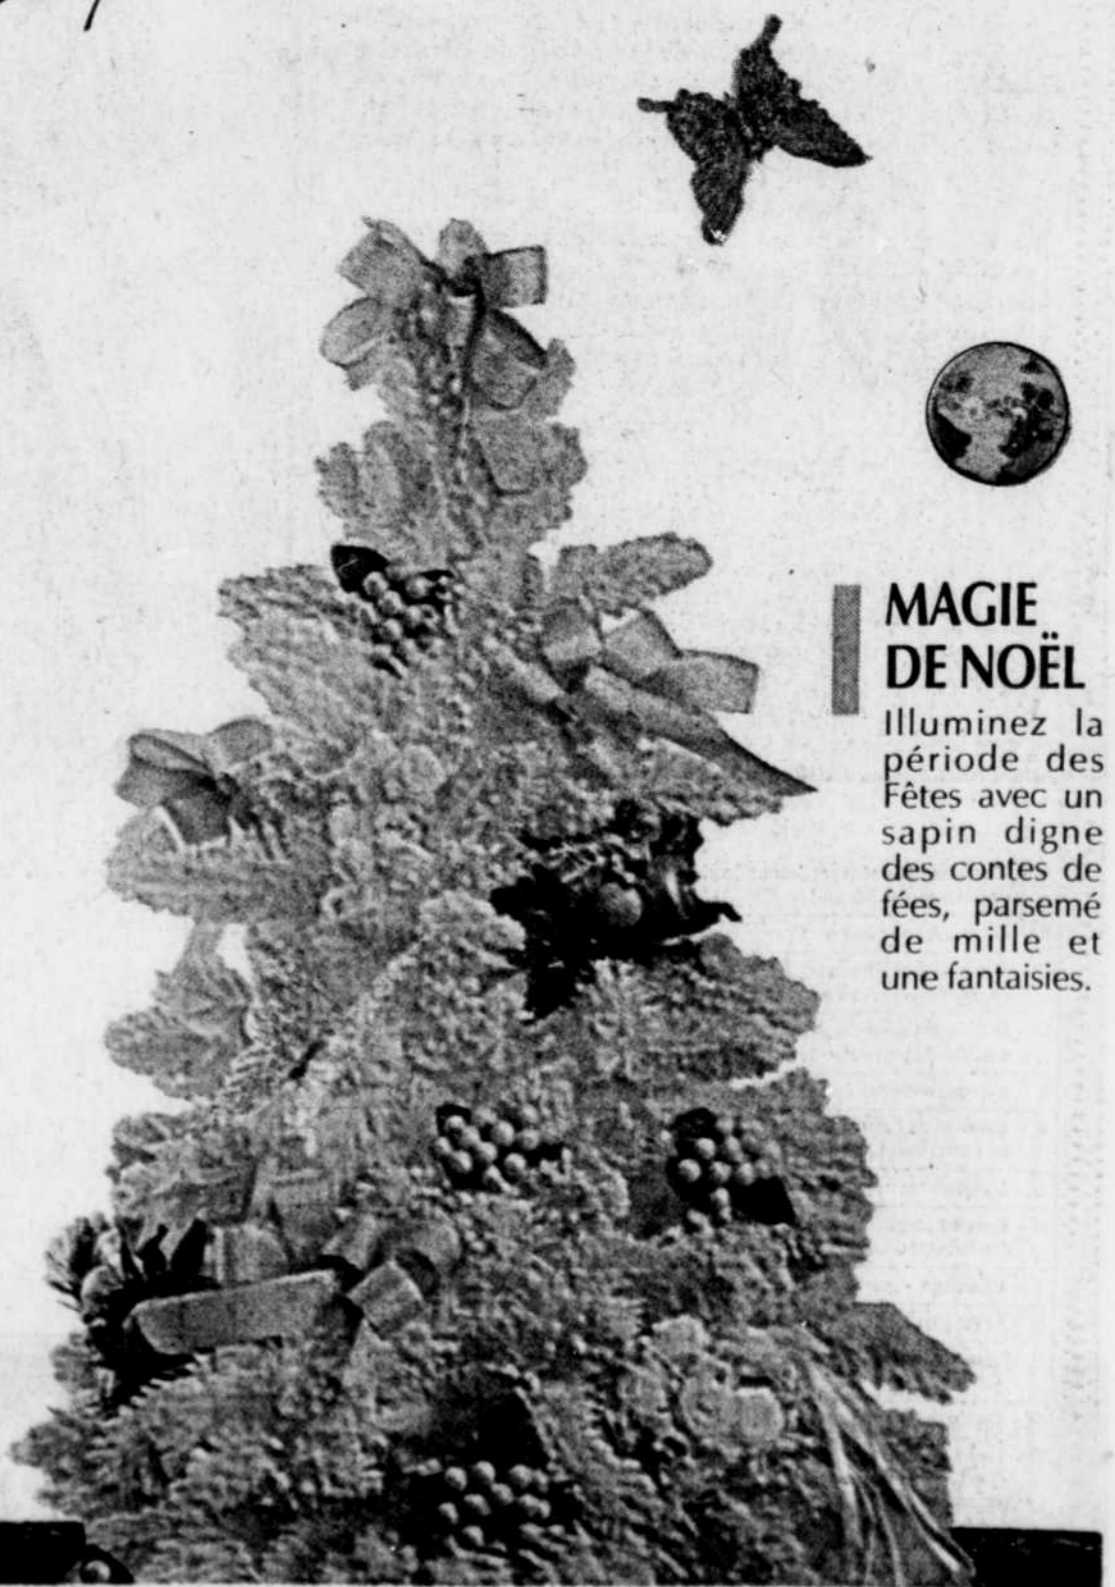 MAGIE
DE NOËL
Illuminez la
période des
Fêtes avec un
sapin digne
des contes de
fées, parsemé
de mille et
une fantaisies.